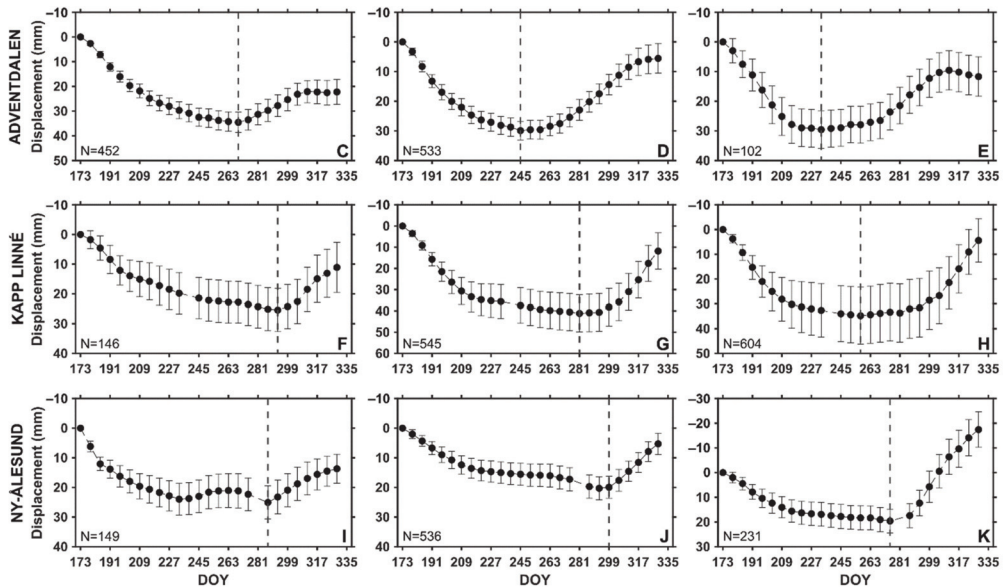 ADVENTDALEN
Displacement (mm)
–10
0
10
20
30
40
50
N=452
C
173 191 209 227 245 263 281 299 317 335
–10
0
10
20
30
40
N=533
D
173 191 209 227 245 263 281 299 317 335
–10
0
10
20
30
40
N=102
E
173 191 209 227 245 263 281 299 317 335
KAPP LINNÉ
Displacement (mm)
–10
0
10
20
30
40
N=146
F
173 191 209 227 245 263 281 299 317 335
–10
0
10
20
30
40
50
60
N=545
G
173 191 209 227 245 263 281 299 317 335
–10
0
10
20
30
40
50
N=604
H
173 191 209 227 245 263 281 299 317 335
NY-ÅLESUND
Displacement (mm)
–10
0
10
20
30
40
N=149
I
173 191 209 227 245 263 281 299 317 335
DOY
–10
0
10
20
30
40
N=536
J
173 191 209 227 245 263 281 299 317 335
DOY
–30
–20
–10
0
10
20
30
N=231
K
173 191 209 227 245 263 281 299 317 335
DOY